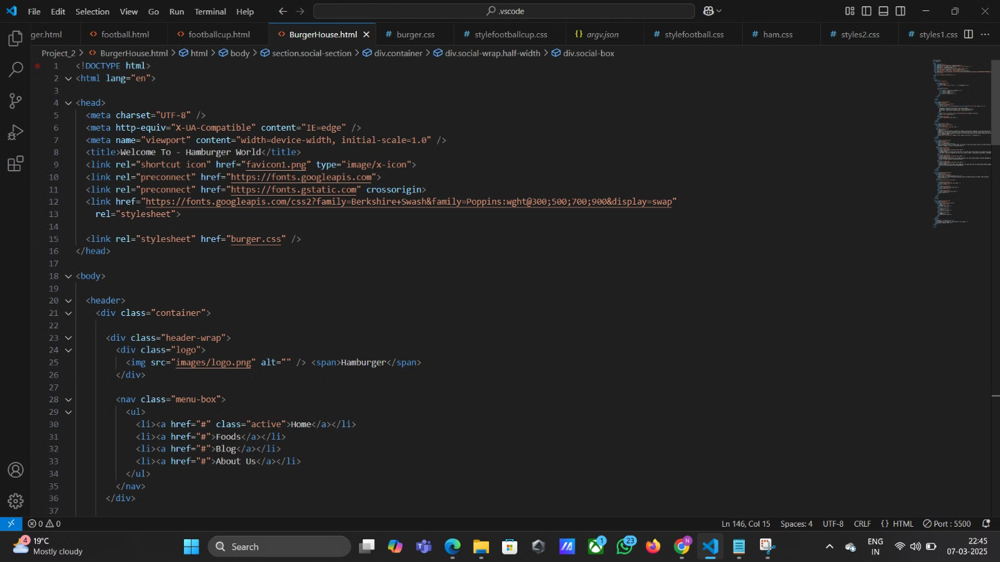 File Edit Selection View Go Run Terminal Help .vscode
ger.html football.html footballcup.html BurgerHouse.html burger.css stylefootballcup.css argv.json stylefootball.css ham.css styles2.css styles1.css
Project_2 > BurgerHouse.html > html > body > section.social-section > div.container > div.social-wrap.half-width > div.social-box
1 <!DOCTYPE html>
2 <html lang="en">
3
4 <head>
5 <meta charset="UTF-8" />
6 <meta http-equiv="X-UA-Compatible" content="IE=edge" />
7 <meta name="viewport" content="width=device-width, initial-scale=1.0" />
8 <title>Welcome To - Hamburger World</title>
9 <link rel="shortcut icon" href="favicon1.png" type="image/x-icon">
10 <link rel="preconnect" href="https://fonts.googleapis.com">
11 <link rel="preconnect" href="https://fonts.gstatic.com" crossorigin>
12 <link href="https://fonts.googleapis.com/css2?family=Berkshire+Swash&family=Poppins:wght@300;500;700;900&display=swap"
13 rel="stylesheet">
14
15 <link rel="stylesheet" href="burger.css" />
16 </head>
17
18 <body>
19
20 <header>
21 <div class="container">
22
23 <div class="header-wrap">
24 <div class="logo">
25 <img src="images/logo.png" alt="" /> <span>Hamburger</span>
26 </div>
27
28 <nav class="menu-box">
29 <ul>
30 <li><a href="#" class="active">Home</a></li>
31 <li><a href="#">Foods</a></li>
32 <li><a href="#">Blog</a></li>
33 <li><a href="#">About Us</a></li>
34 </ul>
35 </nav>
36 </div>
37
0 0 Ln 146, Col 15 Spaces: 4 UTF-8 CRLF {} HTML Port : 5500
4 19°C Search 1 23 N ENG 22:45
Mostly cloudy IN 07-03-2025